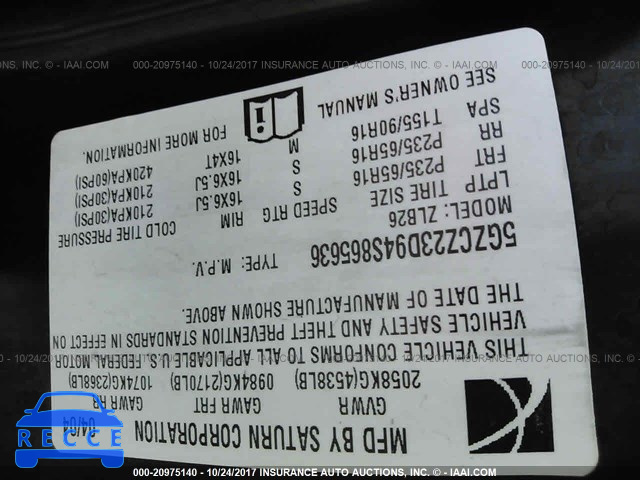 MFD BY SATURN CORPORATION 04/04
GVWR GAWR FRT GAWR RR
2058KG(4538LB) 0984KG(2170LB) 1074KG(2368LB)
THIS VEHICLE CONFORMS TO ALL APPLICABLE U.S. FEDERAL MOTOR
VEHICLE SAFETY AND THEFT PREVENTION STANDARDS IN EFFECT ON
THE DATE OF MANUFACTURE SHOWN ABOVE.
5GZCZ23D94S865636 TYPE: M.P.V.
MODEL: ZLB26
LPTP TIRE SIZE SPEED RTG RIM COLD TIRE PRESSURE
FRT P235/65R16 S 16X6.5J 210KPA(30PSI)
RR P235/65R16 S 16X6.5J 210KPA(30PSI)
SPA T155/90R16 M 16X4T 420KPA(60PSI)
SEE OWNER'S MANUAL FOR MORE INFORMATION.
000-20975140 - 10/24/2017 INSURANCE AUTO AUCTIONS, INC. - IAAI.COM